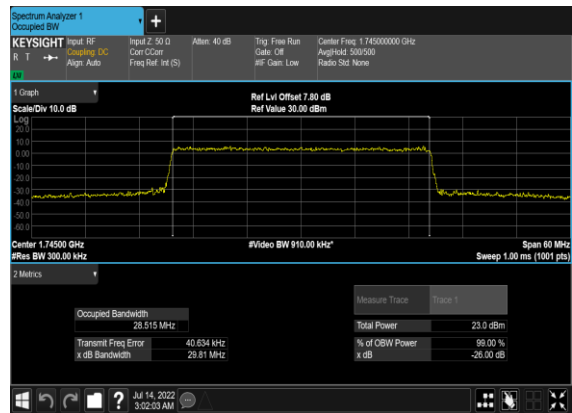 Spectrum Analyzer 1
Occupied BW
KEYSIGHT Input: RF Input Z: 50 Ω Atten: 40 dB Trig: Free Run Center Freq: 1.745000000 GHz
R T Coupling: DC Corr CCorr Gate: Off Avg|Hold: 500/500
Align: Auto Freq Ref: Int (S) #IF Gain: Low Radio Std: None
LW
1 Graph
Ref Lvl Offset 7.80 dB
Scale/Div 10.0 dB Ref Value 30.00 dBm
Log
20.0
10.0
0.00
-10.0
-20.0
-30.0
-40.0
-50.0
-60.0
Center 1.74500 GHz #Video BW 910.00 kHz* Span 60 MHz
#Res BW 300.00 kHz Sweep 1.00 ms (1001 pts)
2 Metrics
Measure Trace Trace 1
Occupied Bandwidth
28.515 MHz Total Power 23.0 dBm
Transmit Freq Error 40.634 kHz % of OBW Power 99.00 %
x dB Bandwidth 29.81 MHz x dB -26.00 dB
? Jul 14, 2022
3:02:03 AM